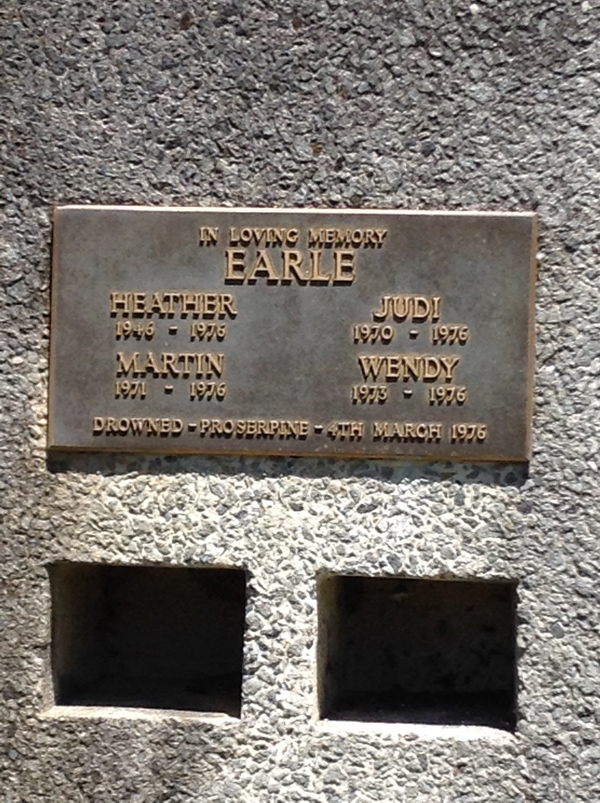 IN LOVING MEMORY
EARLE
HEATHER JUDI
1946 - 1976 1970 - 1976
MARTIN WENDY
1971 - 1976 1973 - 1976
DROWNED - PROSERPINE - 4TH MARCH 1976